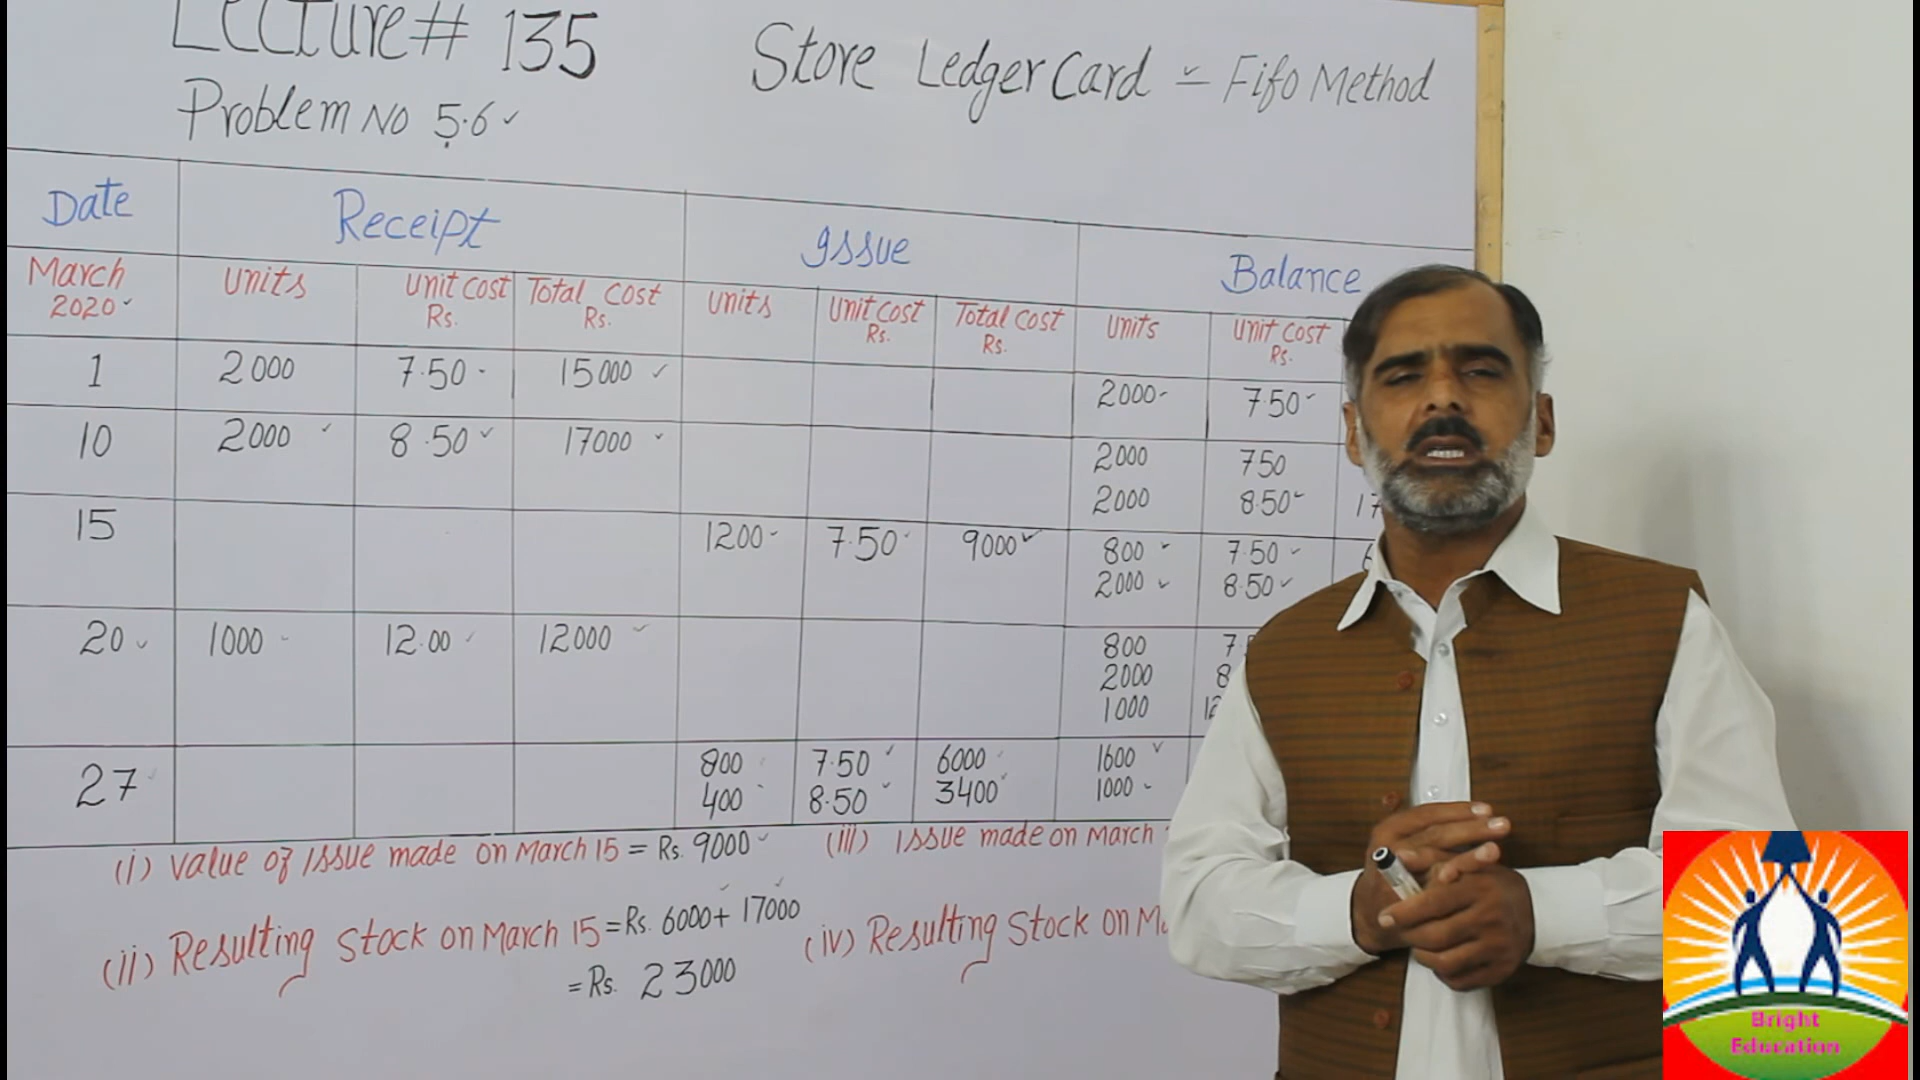 Lecture# 135
Problem No 5.6
Store Ledger Card = Fifo Method
Date Receipt Issue Balance
March 2020 Units Unit Cost Rs. Total Cost Rs. Units Unit Cost Rs. Total Cost Rs. Units Unit Cost Rs.
1 2000 7.50 15000 2000 7.50
10 2000 8.50 17000 2000 750
2000 8.50 17
15 1200 7.50 9000 800 7.50
2000 8.50
20 1000 12.00 12000 800
2000
1000
27 800 7.50 6000 1600
400 8.50 3400 1000
(i) Value of Issue made on March 15 = Rs. 9000
(ii) Resulting Stock on March 15 = Rs. 6000 + 17000
= Rs. 23000
(iii) Issue made on March
(iv) Resulting Stock on
Bright
Education